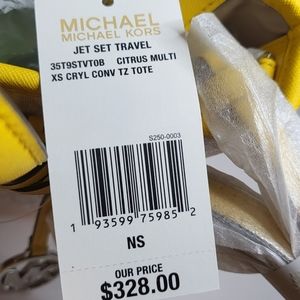 MICHAEL
MICHAEL KORS
JET SET TRAVEL
35T9STVT0B CITRUS MULTI
XS CRYL CONV TZ TOTE
S250-0003
1 93599 75985 2
NS
OUR PRICE
$328.00